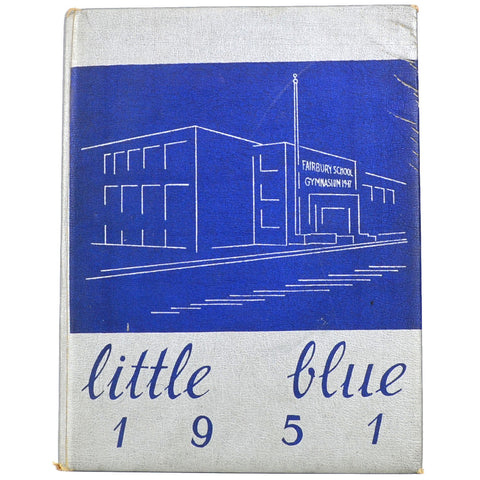 FAIRBURY SCHOOL
GYMNASIUM 1947
little blue
1951